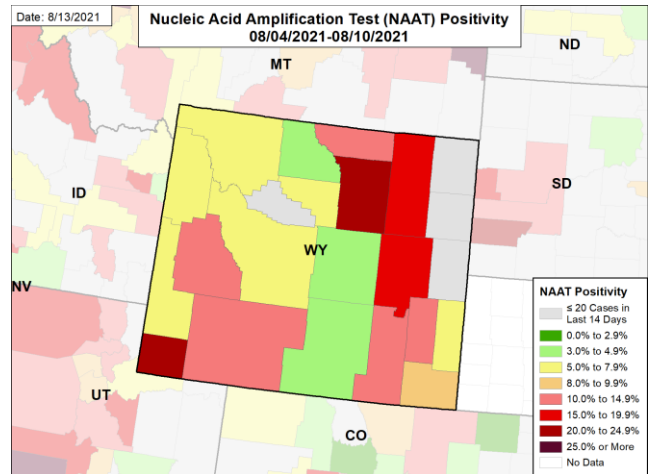 Date: 8/13/2021
Nucleic Acid Amplification Test (NAAT) Positivity
08/04/2021-08/10/2021
MT
ND
ID
SD
WY
NV
UT
CO
NAAT Positivity
≤ 20 Cases in
Last 14 Days
0.0% to 2.9%
3.0% to 4.9%
5.0% to 7.9%
8.0% to 9.9%
10.0% to 14.9%
15.0% to 19.9%
20.0% to 24.9%
25.0% or More
No Data